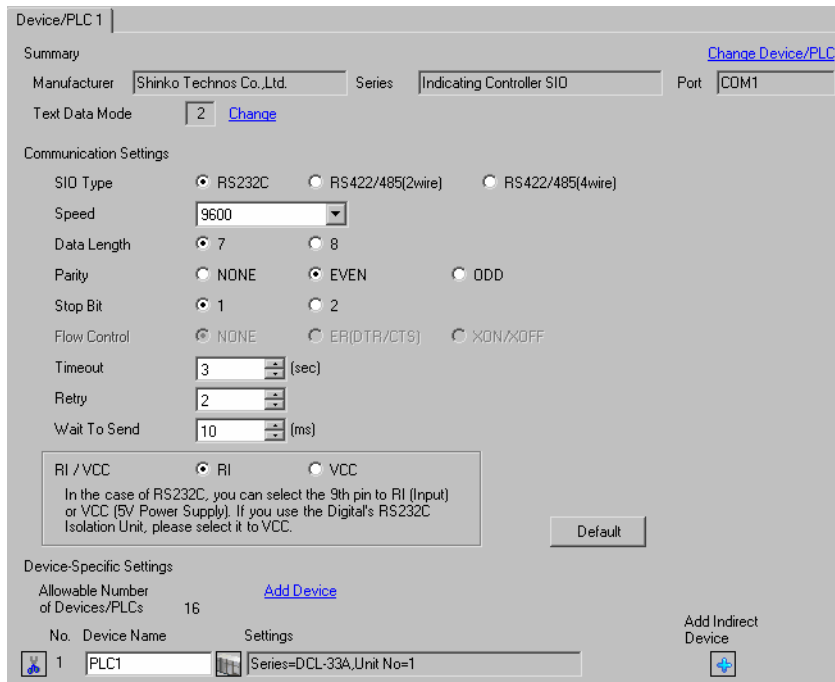 Device/PLC 1
Summary
Change Device/PLC
Manufacturer Shinko Technos Co.,Ltd. Series Indicating Controller SIO Port COM1
Text Data Mode 2 Change
Communication Settings
SIO Type RS232C RS422/485(2wire) RS422/485(4wire)
Speed 9600
Data Length 7 8
Parity NONE EVEN ODD
Stop Bit 1 2
Flow Control NONE ER(DTR/CTS) XON/XOFF
Timeout 3 (sec)
Retry 2
Wait To Send 10 (ms)
RI / VCC RI VCC
In the case of RS232C, you can select the 9th pin to RI (Input)
or VCC (5V Power Supply). If you use the Digital's RS232C
Isolation Unit, please select it to VCC.
Default
Device-Specific Settings
Allowable Number
of Devices/PLCs 16
Add Device
Add Indirect
Device
No. Device Name Settings
1 PLC1 Series=DCL-33A,Unit No=1